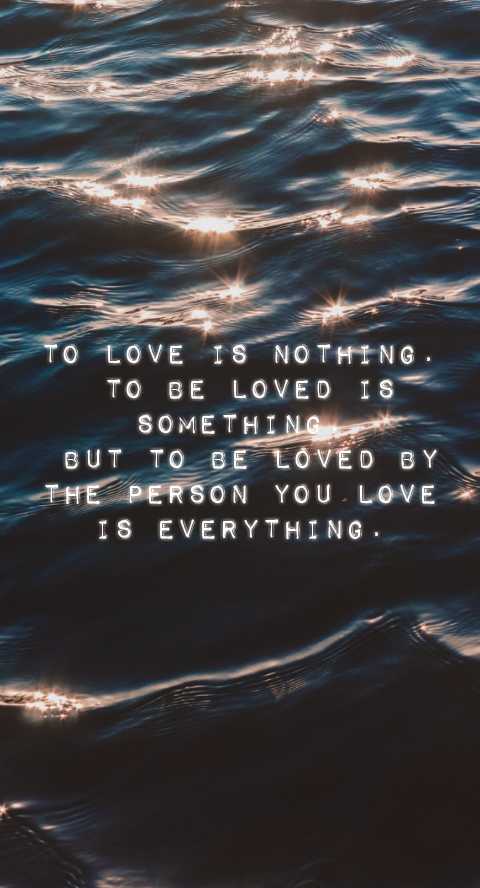 TO LOVE IS NOTHING.
TO BE LOVED IS
SOMETHING.
BUT TO BE LOVED BY
THE PERSON YOU LOVE
IS EVERYTHING.